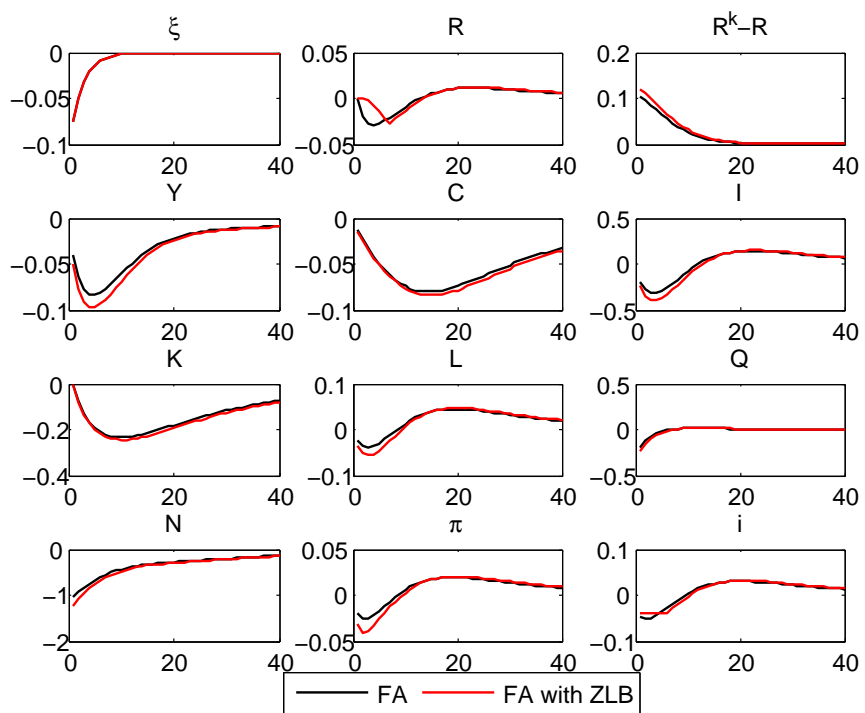 ξ R R^k−R
0 0.05 0.2
−0.05 0 0.1
−0.1 −0.05 0
0 20 40 0 20 40 0 20 40
Y C I
0 0 0.5
−0.05 −0.05 0
−0.1 −0.1 −0.5
0 20 40 0 20 40 0 20 40
K L Q
0 0.1 0.5
−0.2 0 0
−0.4 −0.1 −0.5
0 20 40 0 20 40 0 20 40
N π i
0 0.05 0.1
−1 0 0
−2 −0.05 −0.1
0 20 40 0 20 40 0 20 40
FA FA with ZLB